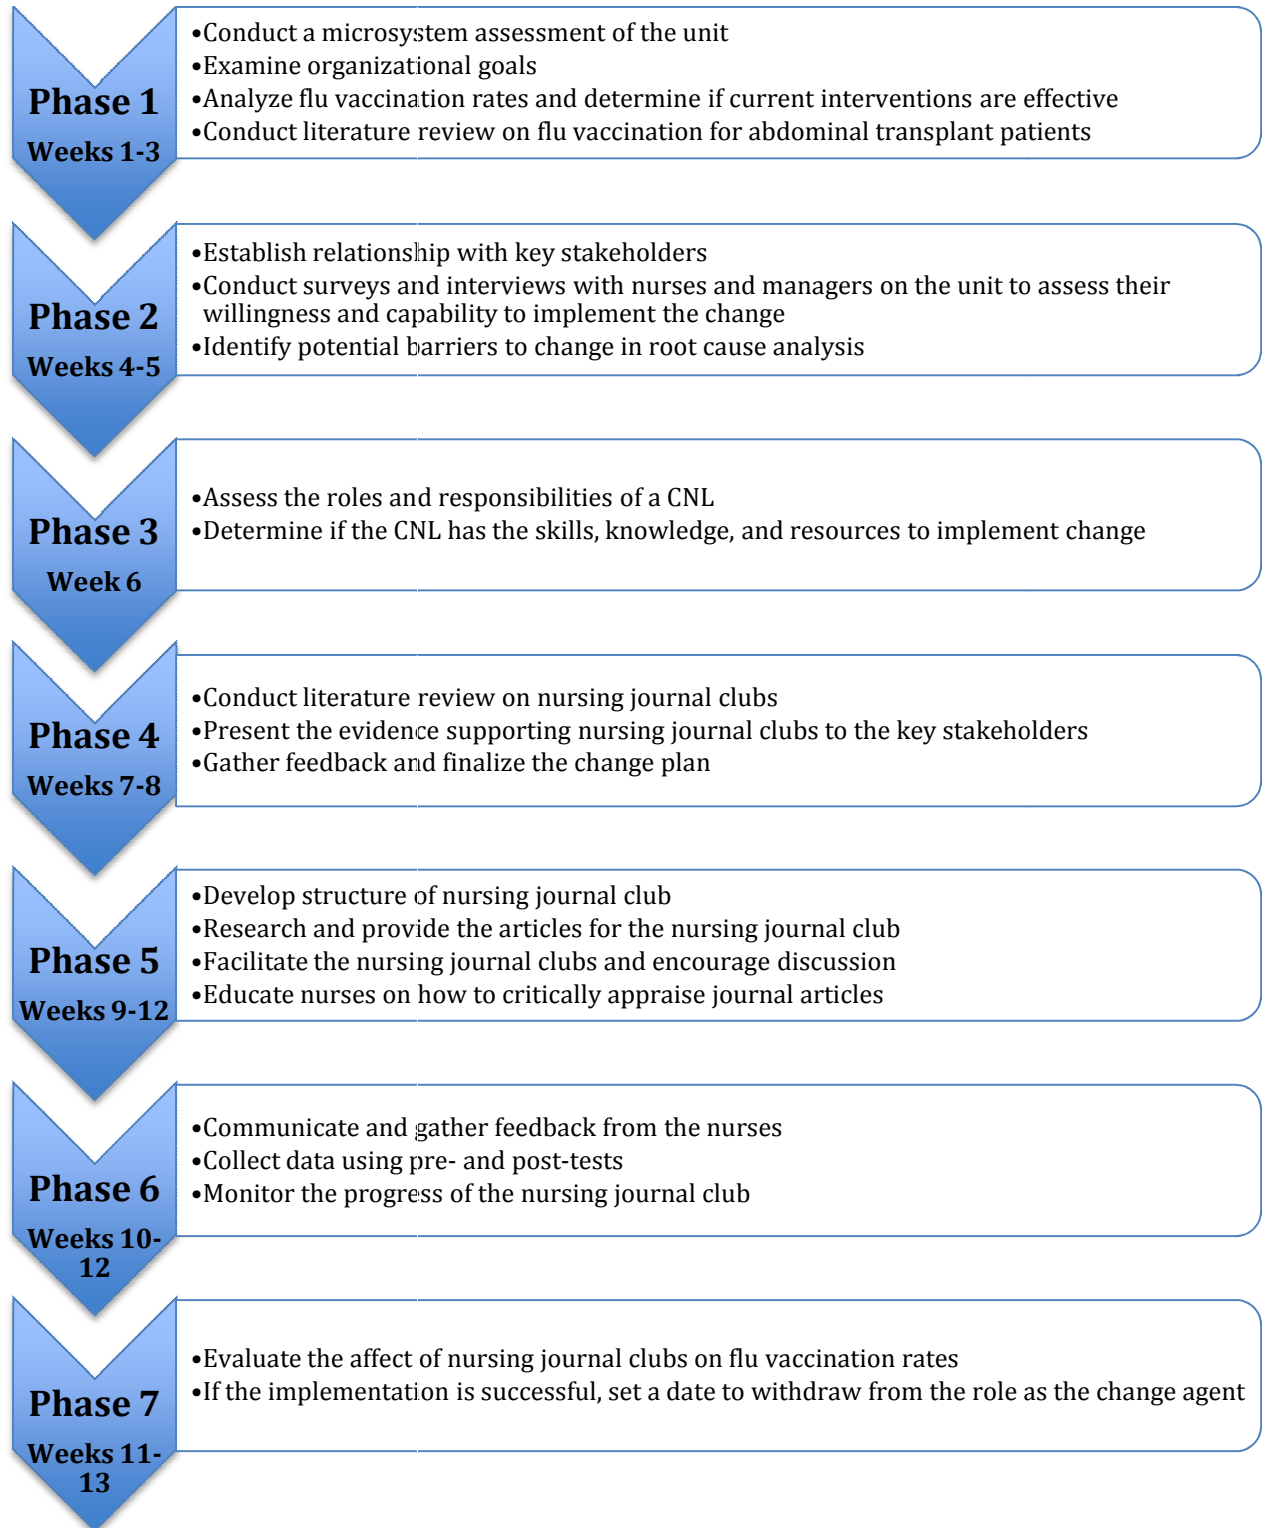 Phase 1
Weeks 1-3
•Conduct a microsystem assessment of the unit
•Examine organizational goals
•Analyze flu vaccination rates and determine if current interventions are effective
•Conduct literature review on flu vaccination for abdominal transplant patients
Phase 2
Weeks 4-5
•Establish relationship with key stakeholders
•Conduct surveys and interviews with nurses and managers on the unit to assess their
willingness and capability to implement the change
•Identify potential barriers to change in root cause analysis
Phase 3
Week 6
•Assess the roles and responsibilities of a CNL
•Determine if the CNL has the skills, knowledge, and resources to implement change
Phase 4
Weeks 7-8
•Conduct literature review on nursing journal clubs
•Present the evidence supporting nursing journal clubs to the key stakeholders
•Gather feedback and finalize the change plan
Phase 5
Weeks 9-12
•Develop structure of nursing journal club
•Research and provide the articles for the nursing journal club
•Facilitate the nursing journal clubs and encourage discussion
•Educate nurses on how to critically appraise journal articles
Phase 6
Weeks 10-
12
•Communicate and gather feedback from the nurses
•Collect data using pre- and post-tests
•Monitor the progress of the nursing journal club
Phase 7
Weeks 11-
13
•Evaluate the affect of nursing journal clubs on flu vaccination rates
•If the implementation is successful, set a date to withdraw from the role as the change agent